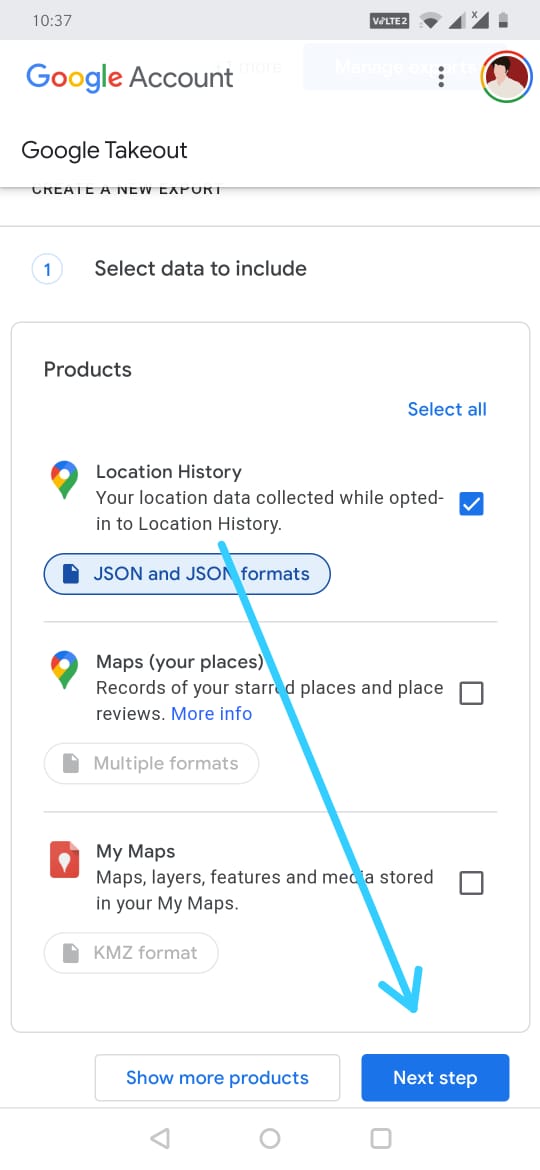 10:37
VoLTE2
X
Google Account
more
Manage exports
Google Takeout
CREATE A NEW EXPORT
1
Select data to include
Products
Select all
Location History
Your location data collected while opted-
in to Location History.
JSON and JSON formats
Maps (your places)
Records of your starred places and place
reviews. More info
Multiple formats
My Maps
Maps, layers, features and media stored
in your My Maps.
KMZ format
Show more products
Next step